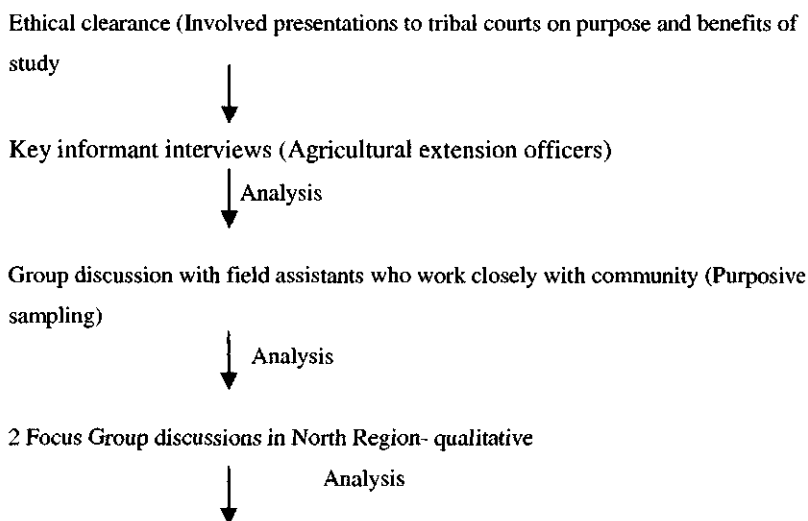 Ethical clearance (Involved presentations to tribal courts on purpose and benefits of
study
Key informant interviews (Agricultural extension officers)
Analysis
Group discussion with field assistants who work closely with community (Purposive
sampling)
Analysis
2 Focus Group discussions in North Region- qualitative
Analysis